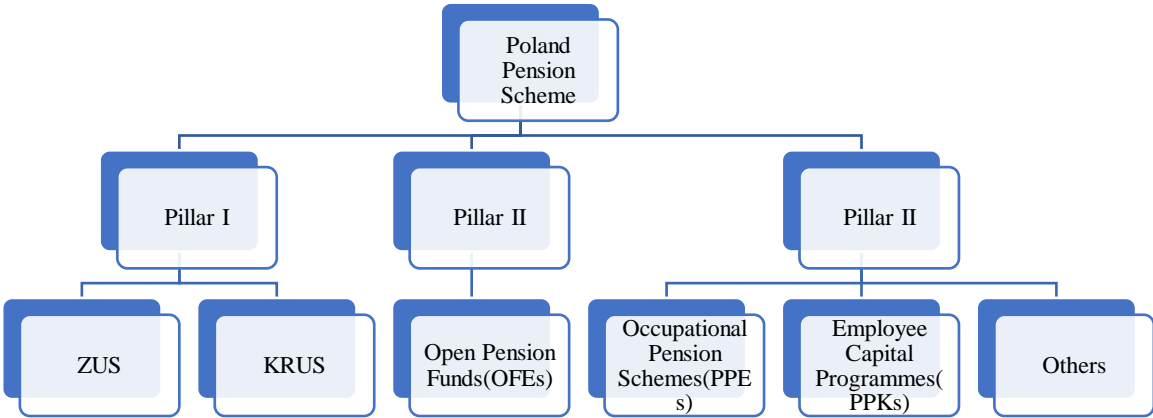 Poland
Pension
Scheme
Pillar I
Pillar II
Pillar II
ZUS
KRUS
Open Pension
Funds(OFEs)
Occupational
Pension
Schemes(PPE
s)
Employee
Capital
Programmes(
PPKs)
Others